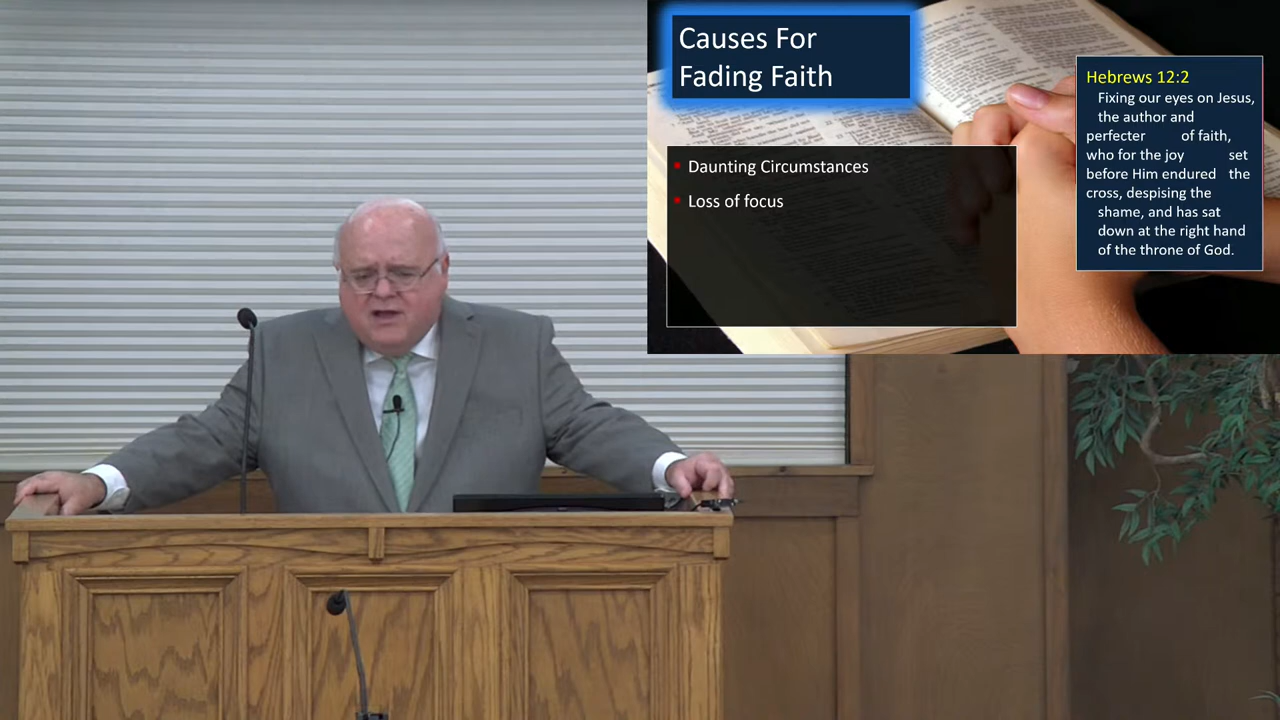 Causes For
Fading Faith
Hebrews 12:2
Fixing our eyes on Jesus,
the author and
perfecter of faith,
who for the joy set
before Him endured the
cross, despising the
shame, and has sat
down at the right hand
of the throne of God.
Daunting Circumstances
Loss of focus